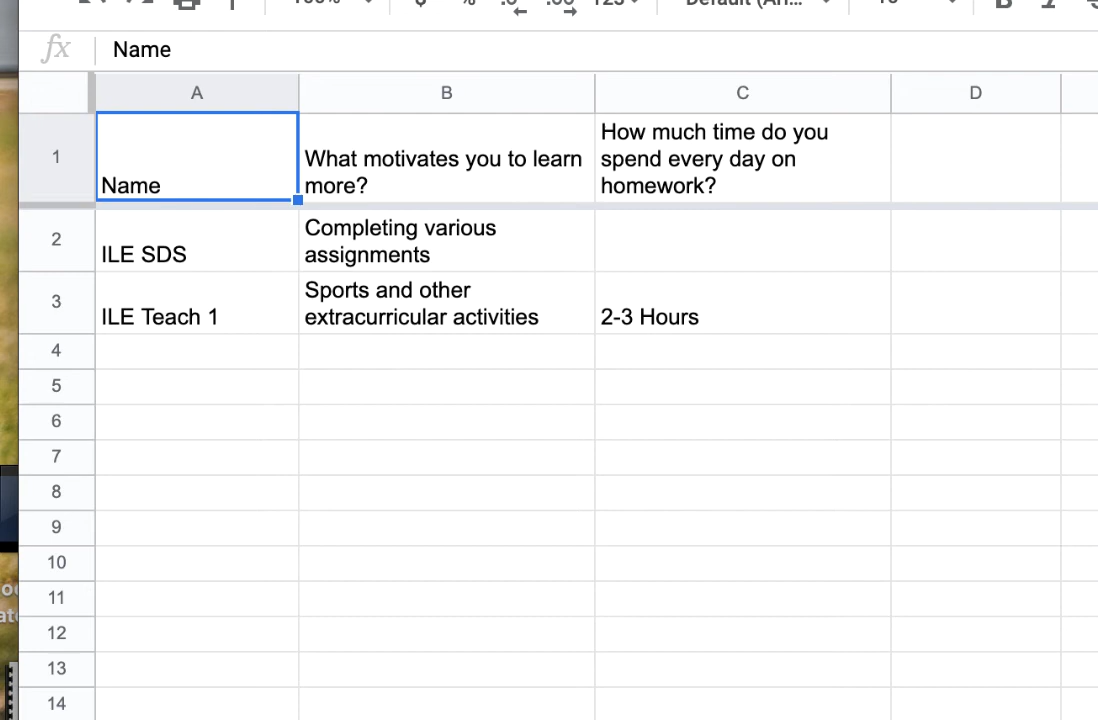 Name
A
B
C
D
1
Name
What motivates you to learn
more?
How much time do you
spend every day on
homework?
2
ILE SDS
Completing various
assignments
3
ILE Teach 1
Sports and other
extracurricular activities
2-3 Hours
4
5
6
7
8
9
10
11
12
13
14